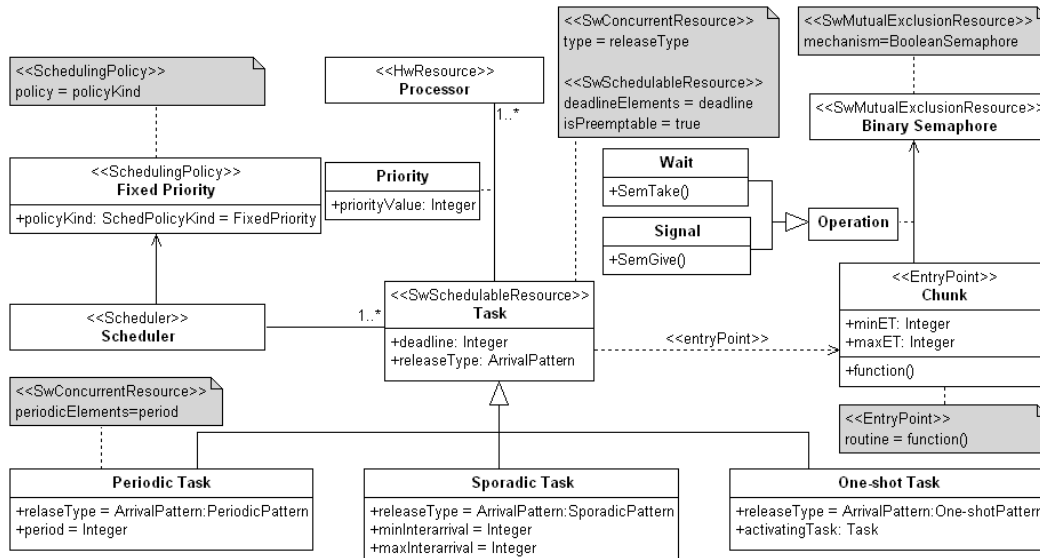 <<SwConcurrentResource>>
type = releaseType
<<SwSchedulableResource>>
deadlineElements = deadline
isPreemptable = true
<<SwMutualExclusionResource>>
mechanism=BooleanSemaphore
<<SchedulingPolicy>>
policy = policyKind
<<HwResource>>
Processor
1..*
<<SwMutualExclusionResource>>
Binary Semaphore
<<SchedulingPolicy>>
Fixed Priority
+policyKind: SchedPolicyKind = FixedPriority
Priority
+priorityValue: Integer
Wait
+SemTake()
Signal
+SemGive()
Operation
<<Scheduler>>
Scheduler
1..*
<<SwSchedulableResource>>
Task
+deadline: Integer
+releaseType: ArrivalPattern
<<entryPoint>>
<<EntryPoint>>
Chunk
+minET: Integer
+maxET: Integer
+function()
<<SwConcurrentResource>>
periodicElements=period
<<EntryPoint>>
routine = function()
Periodic Task
+relaseType = ArrivalPattern:PeriodicPattern
+period = Integer
Sporadic Task
+releaseType = ArrivalPattern:SporadicPattern
+minInterarrival = Integer
+maxInterarrival = Integer
One-shot Task
+releaseType = ArrivalPattern:One-shotPattern
+activatingTask: Task